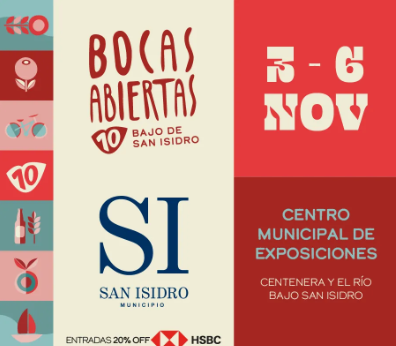 BOCAS
ABIERTAS
10 BAJO DE
SAN ISIDRO
3 - 6
NOV
10
SI
SAN ISIDRO
MUNICIPIO
CENTRO
MUNICIPAL DE
EXPOSICIONES
CENTENERA Y EL RÍO
BAJO SAN ISIDRO
ENTRADAS 20% OFF HSBC